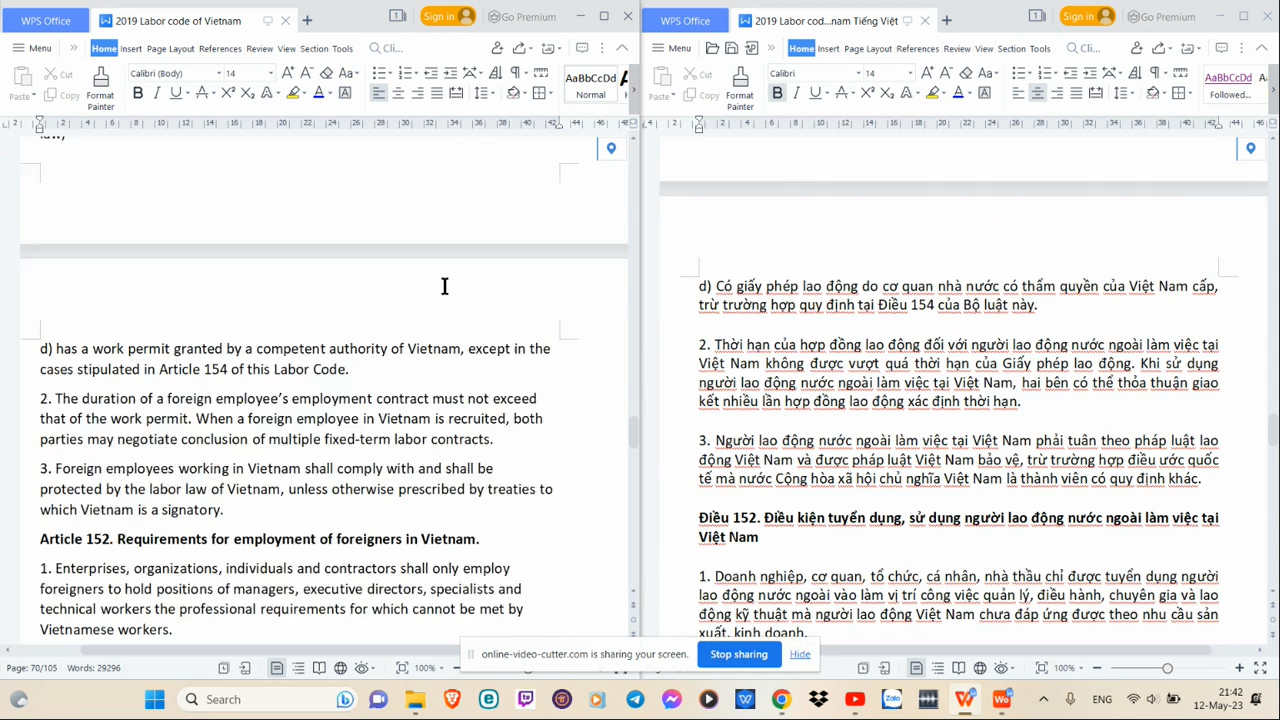 WPS Office
2019 Labor code of Vietnam
Sign in
Go Premium
Menu
Home
Insert
Page Layout
References
Review
View
Section
Tools
Cli...
Paste
Cut
Copy
Format
Painter
Calibri (Body)
14
AaBbCcDd
Normal
law)
d) has a work permit granted by a competent authority of Vietnam, except in the
cases stipulated in Article 154 of this Labor Code.
2. The duration of a foreign employee's employment contract must not exceed
that of the work permit. When a foreign employee in Vietnam is recruited, both
parties may negotiate conclusion of multiple fixed-term labor contracts.
3. Foreign employees working in Vietnam shall comply with and shall be
protected by the labor law of Vietnam, unless otherwise prescribed by treaties to
which Vietnam is a signatory.
Article 152. Requirements for employment of foreigners in Vietnam.
1. Enterprises, organizations, individuals and contractors shall only employ
foreigners to hold positions of managers, executive directors, specialists and
technical workers the professional requirements for which cannot be met by
Vietnamese workers.
Page: 70/105 Words: 29296
100%
WPS Office
2019 Labor cod...nam Tiếng Việt
Sign in
Go Premium
Menu
Home
Insert
Page Layout
References
Review
View
Section
Tools
Cli...
Paste
Cut
Copy
Format
Painter
Calibri
14
AaBbCcDd
Followed...
d) Có giấy phép lao động do cơ quan nhà nước có thẩm quyền của Việt Nam cấp,
trừ trường hợp quy định tại Điều 154 của Bộ luật này.
2. Thời hạn của hợp đồng lao động đối với người lao động nước ngoài làm việc tại
Việt Nam không được vượt quá thời hạn của Giấy phép lao động. Khi sử dụng
người lao động nước ngoài làm việc tại Việt Nam, hai bên có thể thỏa thuận giao
kết nhiều lần hợp đồng lao động xác định thời hạn.
3. Người lao động nước ngoài làm việc tại Việt Nam phải tuân theo pháp luật lao
động Việt Nam và được pháp luật Việt Nam bảo vệ, trừ trường hợp điều ước quốc
tế mà nước Cộng hòa xã hội chủ nghĩa Việt Nam là thành viên có quy định khác.
Điều 152. Điều kiện tuyển dụng, sử dụng người lao động nước ngoài làm việc tại
Việt Nam
1. Doanh nghiệp, cơ quan, tổ chức, cá nhân, nhà thầu chỉ được tuyển dụng người
lao động nước ngoài vào làm vị trí công việc quản lý, điều hành, chuyên gia và lao
động kỹ thuật mà người lao động Việt Nam chưa đáp ứng được theo nhu cầu sản
xuất, kinh doanh.
100%
online-video-cutter.com is sharing your screen.
Stop sharing
Hide
Search
ENG
21:42
12-May-23